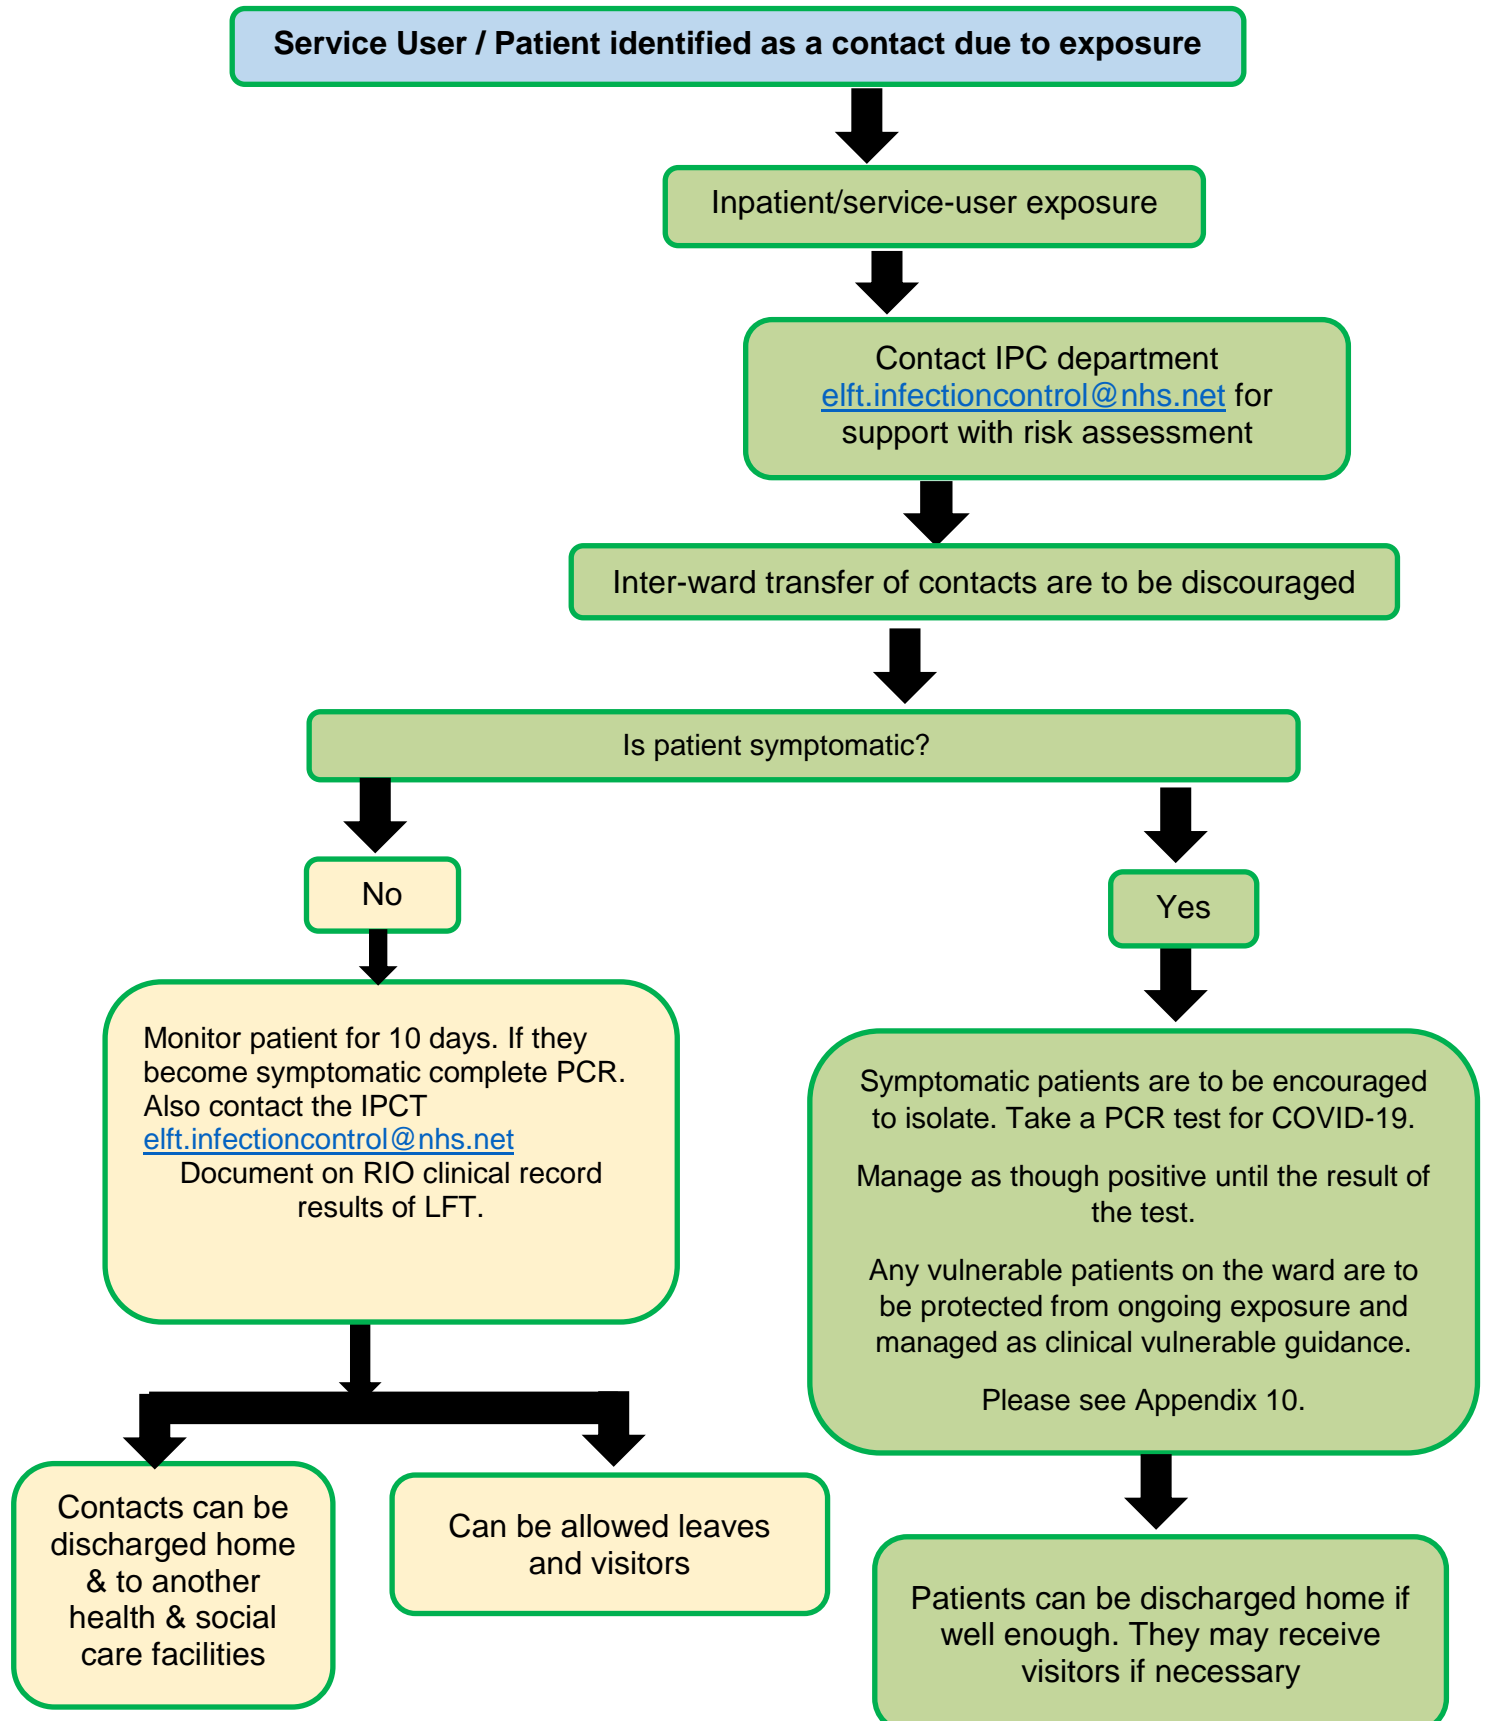 Service User / Patient identified as a contact due to exposure
Inpatient/service-user exposure
Contact IPC department
elft.infectioncontrol@nhs.net for
support with risk assessment
Inter-ward transfer of contacts are to be discouraged
Is patient symptomatic?
No
Monitor patient for 10 days. If they
become symptomatic complete PCR.
Also contact the IPCT
elft.infectioncontrol@nhs.net
Document on RIO clinical record
results of LFT.
Contacts can be
discharged home
& to another
health & social
care facilities
Can be allowed leaves
and visitors
Yes
Symptomatic patients are to be encouraged
to isolate. Take a PCR test for COVID-19.
Manage as though positive until the result of
the test.
Any vulnerable patients on the ward are to
be protected from ongoing exposure and
managed as clinical vulnerable guidance.
Please see Appendix 10.
Patients can be discharged home if
well enough. They may receive
visitors if necessary